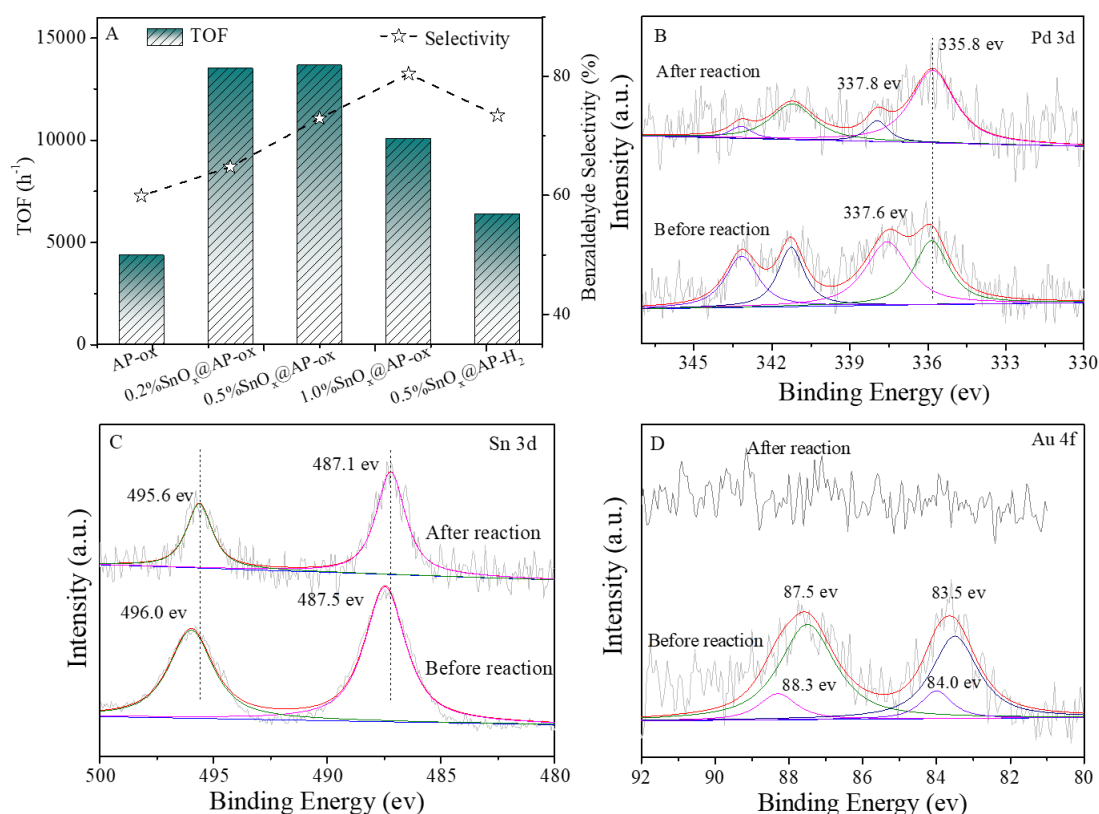 A
TOF
Selectivity
15000
10000
5000
0
TOF (h⁻¹)
80
60
40
Benzaldehyde Selectivity (%)
AP-ox
0.2%SnOₓ@AP-ox
0.5%SnOₓ@AP-ox
1.0%SnOₓ@AP-ox
0.5%SnOₓ@AP-H₂
B
Pd 3d
335.8 ev
After reaction
337.8 ev
337.6 ev
Before reaction
Intensity (a.u.)
345 342 339 336 333 330
Binding Energy (ev)
C
Sn 3d
487.1 ev
495.6 ev
After reaction
496.0 ev
487.5 ev
Before reaction
Intensity (a.u.)
500 495 490 485 480
Binding Energy (ev)
D
Au 4f
After reaction
87.5 ev
83.5 ev
Before reaction
88.3 ev
84.0 ev
Intensity (a.u.)
92 90 88 86 84 82 80
Binding Energy (ev)